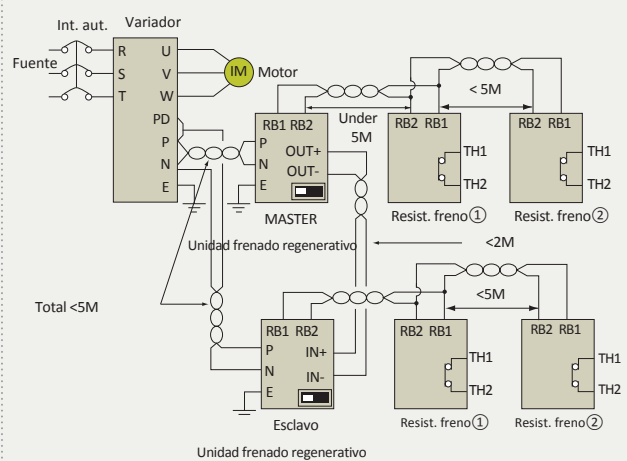 Int. aut.
Variador
Fuente
R
S
T
U
V
W
PD
P
N
E
IM
Motor
RB1 RB2
P
N
E
OUT+
OUT-
MASTER
Unidad frenado regenerativo
Under
5M
< 5M
RB2 RB1
TH1
TH2
Resist. freno①
RB2 RB1
TH1
TH2
Resist. freno②
<2M
Total <5M
RB1 RB2
P
N
E
IN+
IN-
Esclavo
Unidad frenado regenerativo
<5M
RB2 RB1
TH1
TH2
Resist. freno①
RB2 RB1
TH1
TH2
Resist. freno②